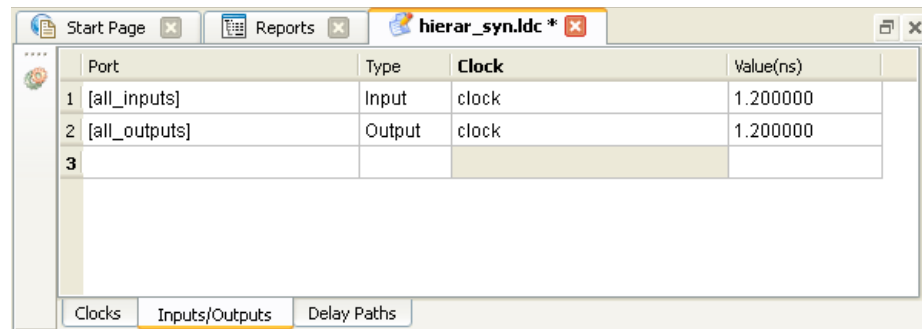 Start Page Reports hierar_syn.ldc *
Port Type Clock Value(ns)
1 [all_inputs] Input clock 1.200000
2 [all_outputs] Output clock 1.200000
3
Clocks Inputs/Outputs Delay Paths